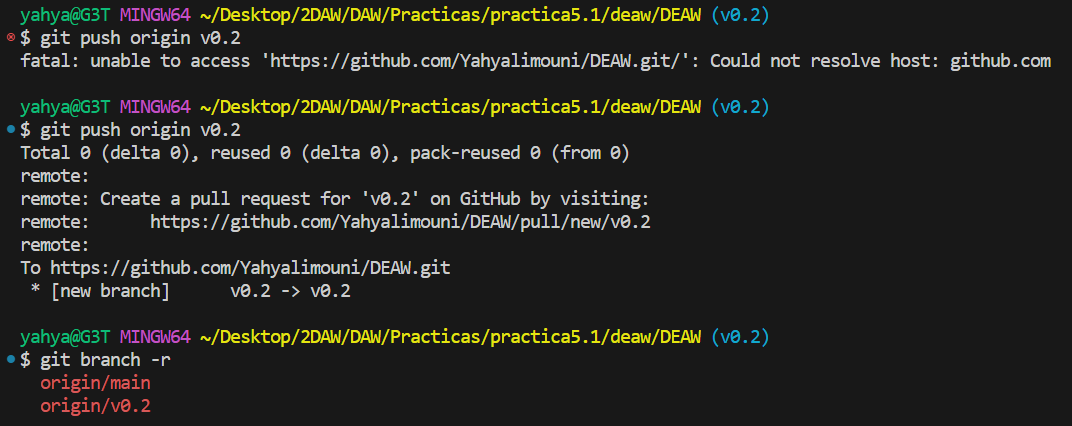 yahya@G3T MINGW64 ~/Desktop/2DAW/DAW/Practicas/practica5.1/deaw/DEAW (v0.2)
$ git push origin v0.2
fatal: unable to access 'https://github.com/Yahyalimouni/DEAW.git/': Could not resolve host: github.com
yahya@G3T MINGW64 ~/Desktop/2DAW/DAW/Practicas/practica5.1/deaw/DEAW (v0.2)
$ git push origin v0.2
Total 0 (delta 0), reused 0 (delta 0), pack-reused 0 (from 0)
remote:
remote: Create a pull request for 'v0.2' on GitHub by visiting:
remote:      https://github.com/Yahyalimouni/DEAW/pull/new/v0.2
remote:
To https://github.com/Yahyalimouni/DEAW.git
 * [new branch]      v0.2 -> v0.2
yahya@G3T MINGW64 ~/Desktop/2DAW/DAW/Practicas/practica5.1/deaw/DEAW (v0.2)
$ git branch -r
  origin/main
  origin/v0.2